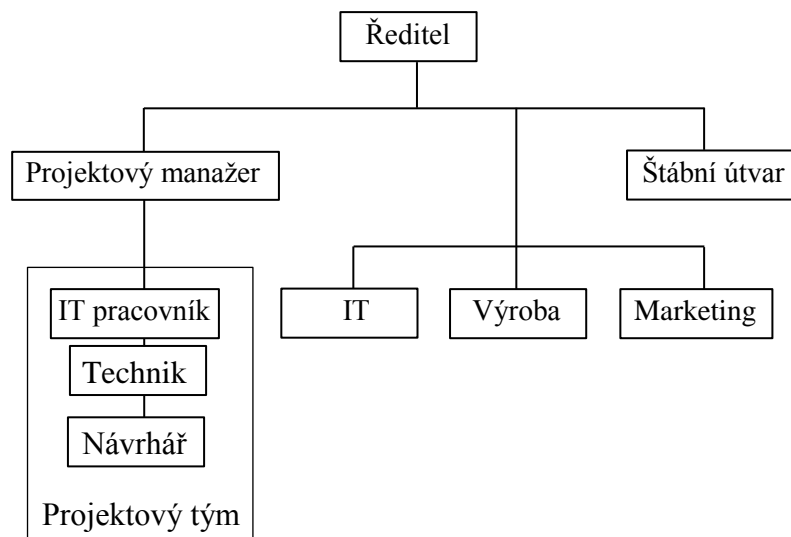 Ředitel
Projektový manažer
Štábní útvar
IT pracovník
IT
Výroba
Marketing
Technik
Návrhář
Projektový tým